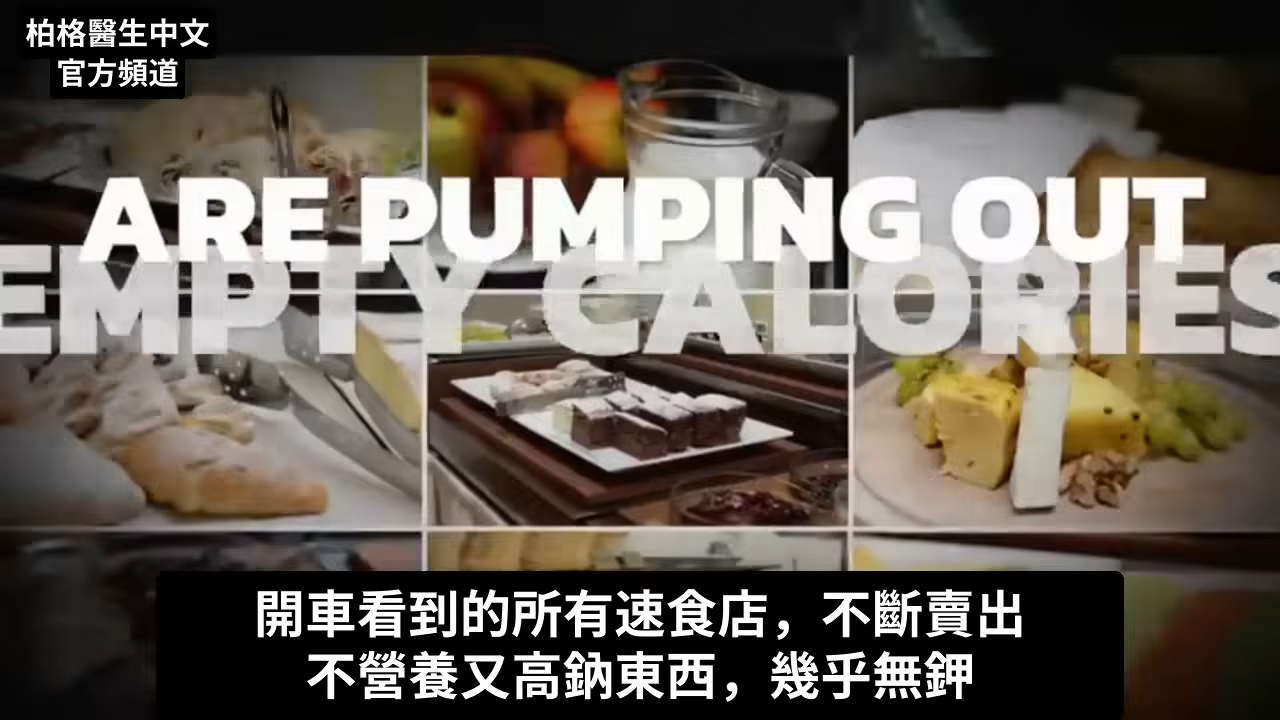 柏格醫生中文
官方頻道
ARE PUMPING OUT
EMPTY CALORIES
開車看到的所有速食店，不斷賣出
不營養又高鈉東西，幾乎無鉀